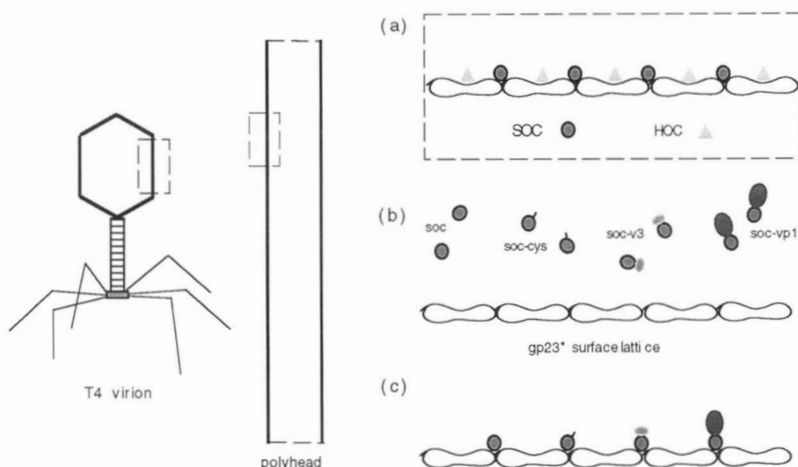 (a)
SOC
HOC
(b)
soc
soc-cys
soc-v3
soc-vp1
gp23* surface lattice
T4 virion
(c)
polyhead